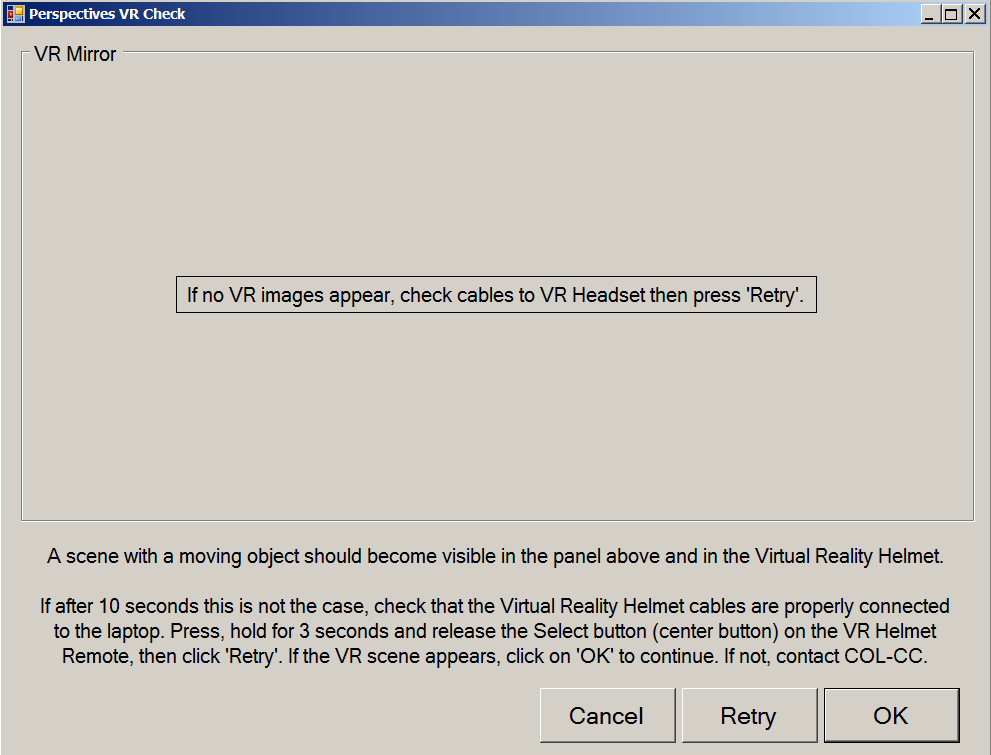 Perspectives VR Check
VR Mirror
If no VR images appear, check cables to VR Headset then press 'Retry'.
A scene with a moving object should become visible in the panel above and in the Virtual Reality Helmet.
If after 10 seconds this is not the case, check that the Virtual Reality Helmet cables are properly connected
to the laptop. Press, hold for 3 seconds and release the Select button (center button) on the VR Helmet
Remote, then click 'Retry'. If the VR scene appears, click on 'OK' to continue. If not, contact COL-CC.
Cancel
Retry
OK